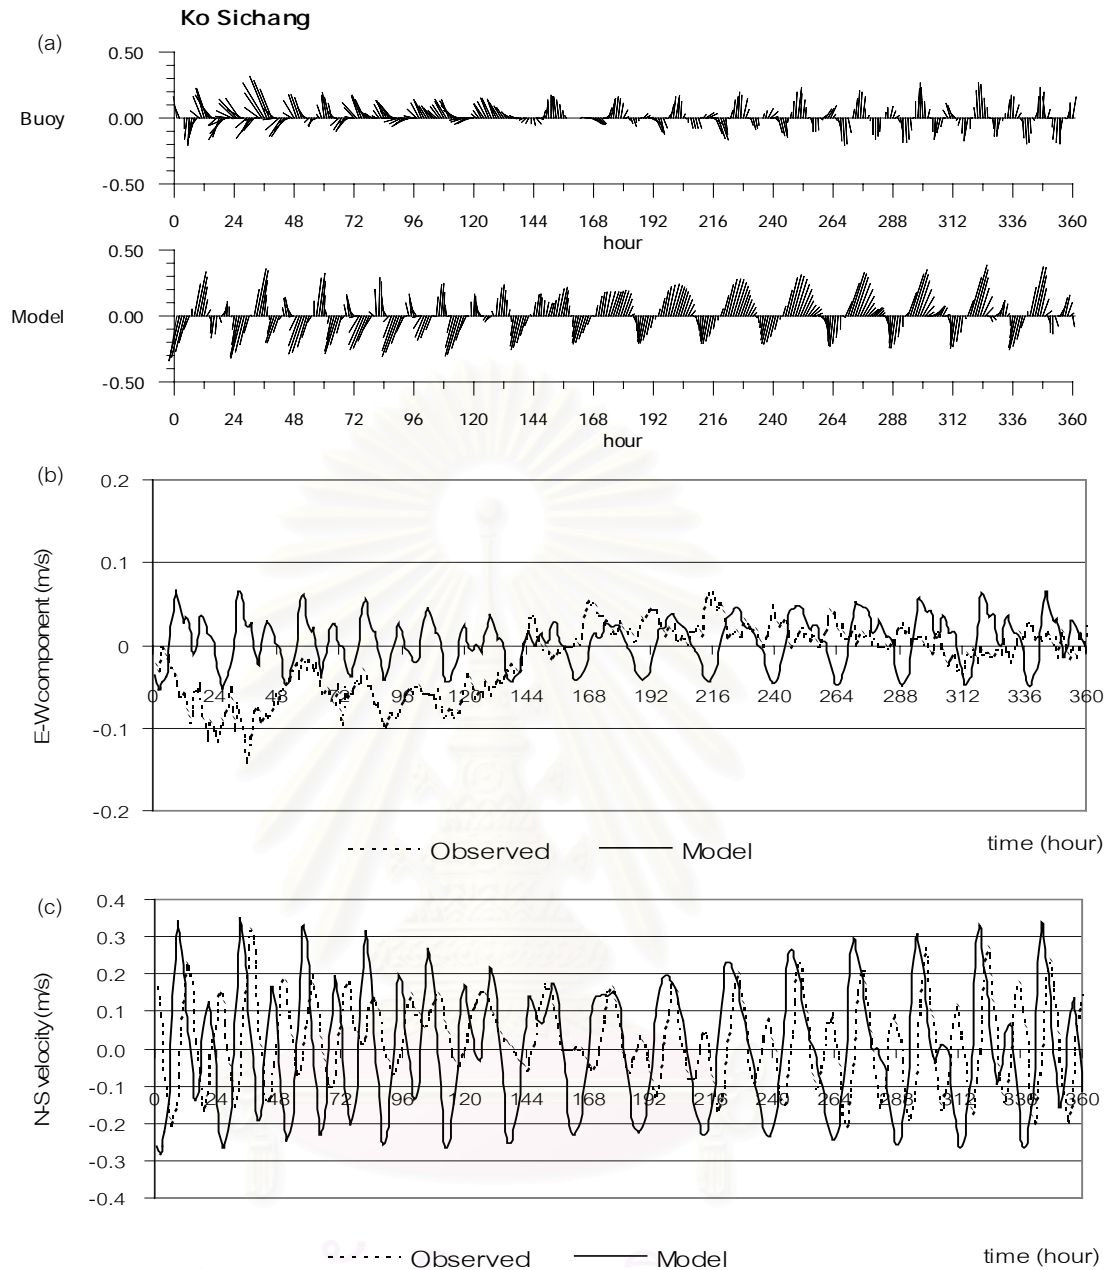 Ko Sichang
(a)
0.50
Buoy 0.00
-0.50
0 24 48 72 96 120 144 168 192 216 240 264 288 312 336 360
hour
0.50
Model 0.00
-0.50
0 24 48 72 96 120 144 168 192 216 240 264 288 312 336 360
hour
(b)
0.2
0.1
0
-0.1
-0.2
E-W component (m/s)
0 24 48 72 96 120 144 168 192 216 240 264 288 312 336 360
Observed Model
time (hour)
(c)
0.4
0.3
0.2
0.1
0.0
-0.1
-0.2
-0.3
-0.4
N-S velocity (m/s)
0 24 48 72 96 120 144 168 192 216 240 264 288 312 336 360
Observed Model
time (hour)